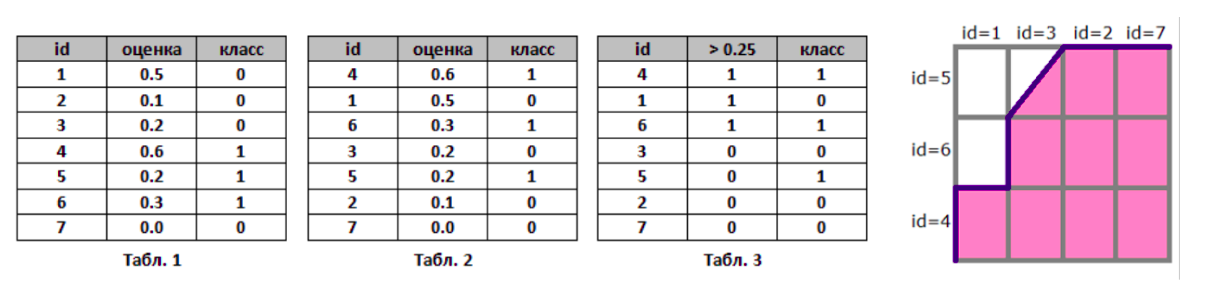 id оценка класс
1 0.5 0
2 0.1 0
3 0.2 0
4 0.6 1
5 0.2 1
6 0.3 1
7 0.0 0
Табл. 1
id оценка класс
4 0.6 1
1 0.5 0
6 0.3 1
3 0.2 0
5 0.2 1
2 0.1 0
7 0.0 0
Табл. 2
id > 0.25 класс
4 1 1
1 1 0
6 1 1
3 0 0
5 0 1
2 0 0
7 0 0
Табл. 3
id=1 id=3 id=2 id=7
id=5
id=6
id=4